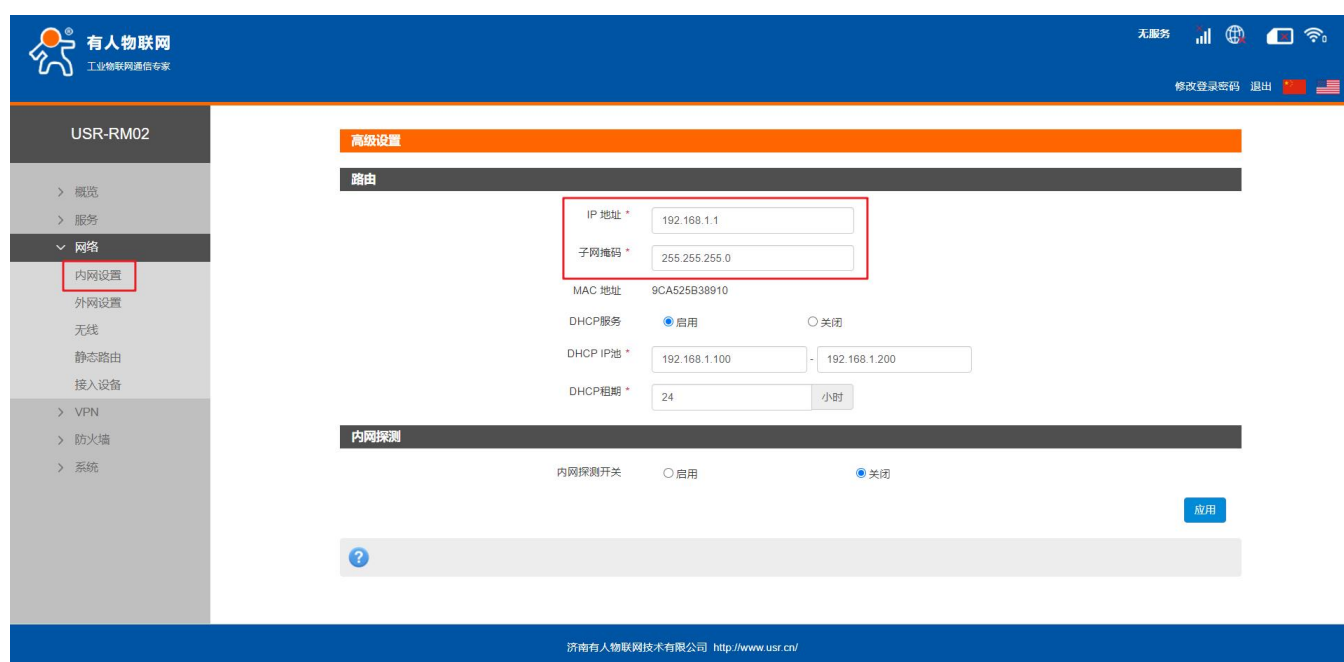 有人物联网
工业物联网通信专家
无服务
修改登录密码 退出
USR-RM02
概览
服务
网络
内网设置
外网设置
无线
静态路由
接入设备
VPN
防火墙
系统
高级设置
路由
IP 地址 * 192.168.1.1
子网掩码 * 255.255.255.0
MAC 地址 9CA525B38910
DHCP服务 启用 关闭
DHCP IP池 * 192.168.1.100 - 192.168.1.200
DHCP租期 * 24 小时
内网探测
内网探测开关 启用 关闭
应用
济南有人物联网技术有限公司 http://www.usr.cn/